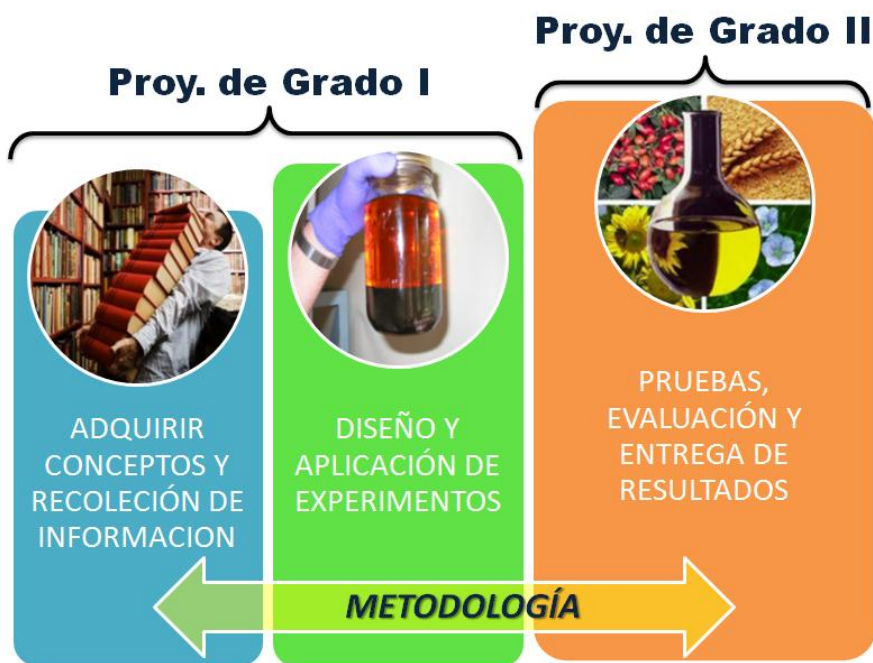 Proy. de Grado I
Proy. de Grado II
ADQUIRIR
CONCEPTOS Y
RECOLECIÓN DE
INFORMACION
DISEÑO Y
APLICACIÓN DE
EXPERIMENTOS
PRUEBAS,
EVALUACIÓN Y
ENTREGA DE
RESULTADOS
METODOLOGÍA